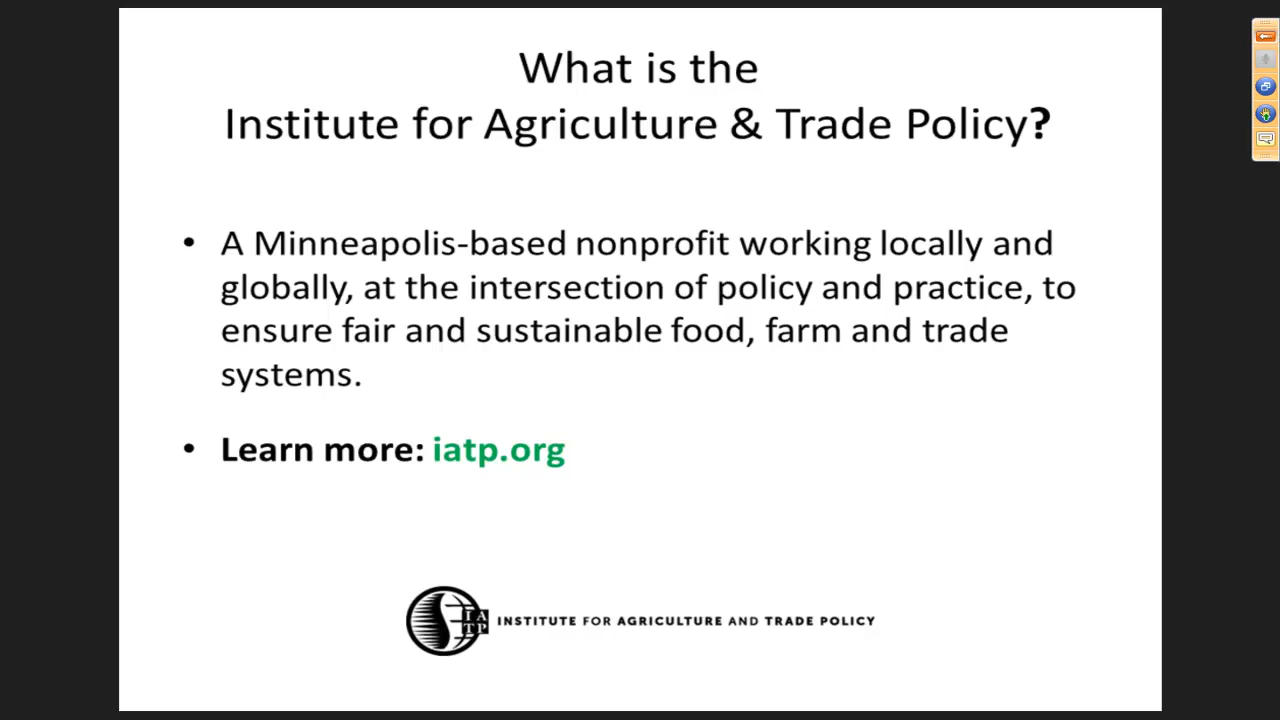 What is the
Institute for Agriculture & Trade Policy?
• A Minneapolis-based nonprofit working locally and
globally, at the intersection of policy and practice, to
ensure fair and sustainable food, farm and trade
systems.
• Learn more: iatp.org
IA
TP
INSTITUTE FOR AGRICULTURE AND TRADE POLICY